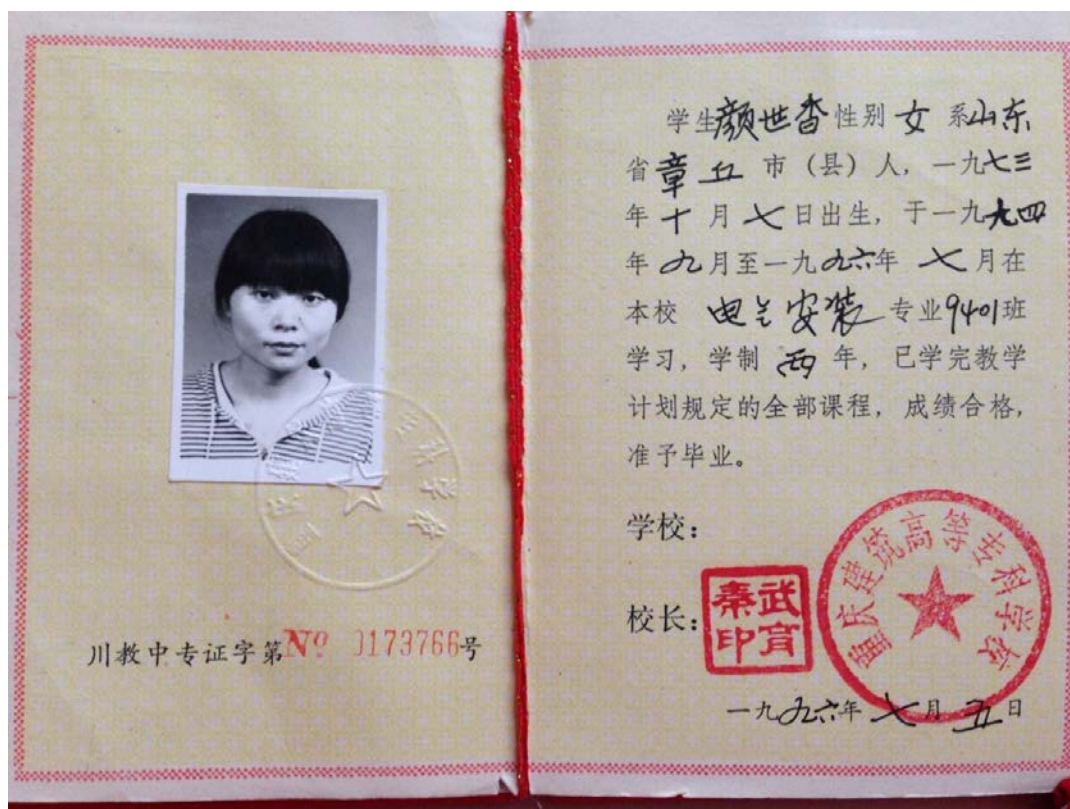 川教中专证字第№ 0173766号
学生颜世香性别女系山东
省章丘市（县）人，一九七三
年十月七日出生，于一九九四
年九月至一九九六年七月在
本校电气安装专业9401班
学习，学制两年，已学完教学
计划规定的全部课程，成绩合格，
准予毕业。
学校：
重庆建筑高等专科学校
校长：
武育秦印
一九九六年七月五日